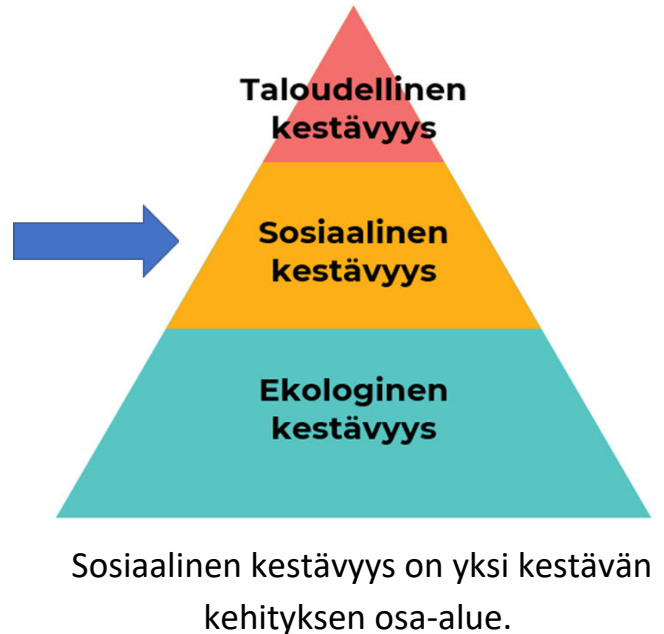 Taloudellinen
kestävyys
Sosiaalinen
kestävyys
Ekologinen
kestävyys
Sosiaalinen kestävyys on yksi kestävän
kehityksen osa-alue.